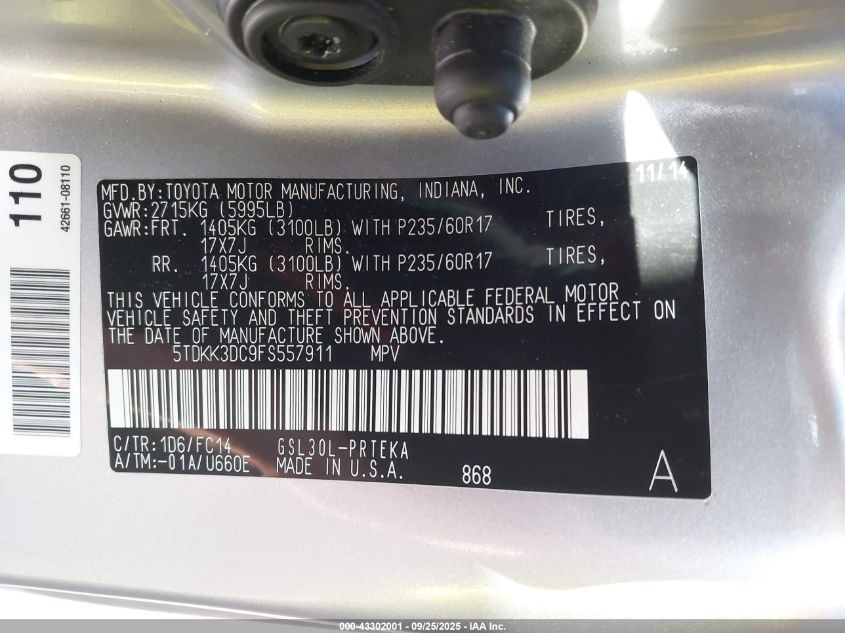 110
42661-08110
11/14
MFD.BY:TOYOTA MOTOR MANUFACTURING, INDIANA, INC.
GVWR:2715KG (5995LB)
GAWR:FRT. 1405KG (3100LB) WITH P235/60R17 TIRES,
17X7J RIMS.
RR. 1405KG (3100LB) WITH P235/60R17 TIRES,
17X7J RIMS.
THIS VEHICLE CONFORMS TO ALL APPLICABLE FEDERAL MOTOR
VEHICLE SAFETY AND THEFT PREVENTION STANDARDS IN EFFECT ON
THE DATE OF MANUFACTURE SHOWN ABOVE.
5TDKK3DC9FS557911 MPV
C/TR:1D6/FC14 GSL30L-PRTEKA
A/TM:-01A/U660E MADE IN U.S.A. 868 A
000-43302001 - 09/25/2025 - IAA Inc.